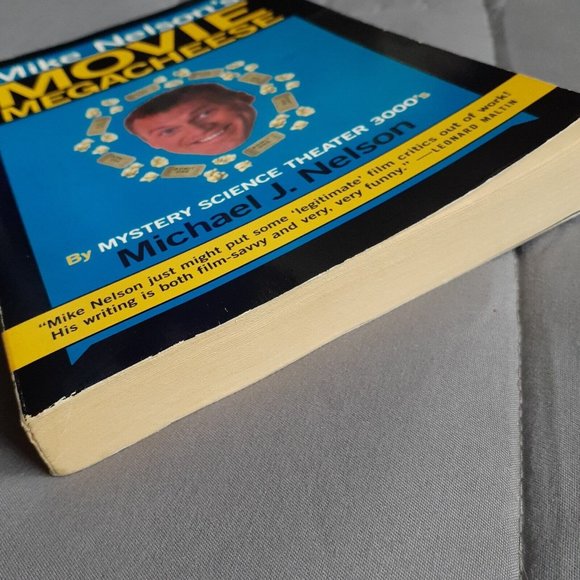 Mike Nelson's
MOVIE
MEGACHEESE
By MYSTERY SCIENCE THEATER 3000's
Michael J. Nelson
"Mike Nelson just might put some 'legitimate' film critics out of work!
His writing is both film-savvy and very, very funny." —LEONARD MALTIN